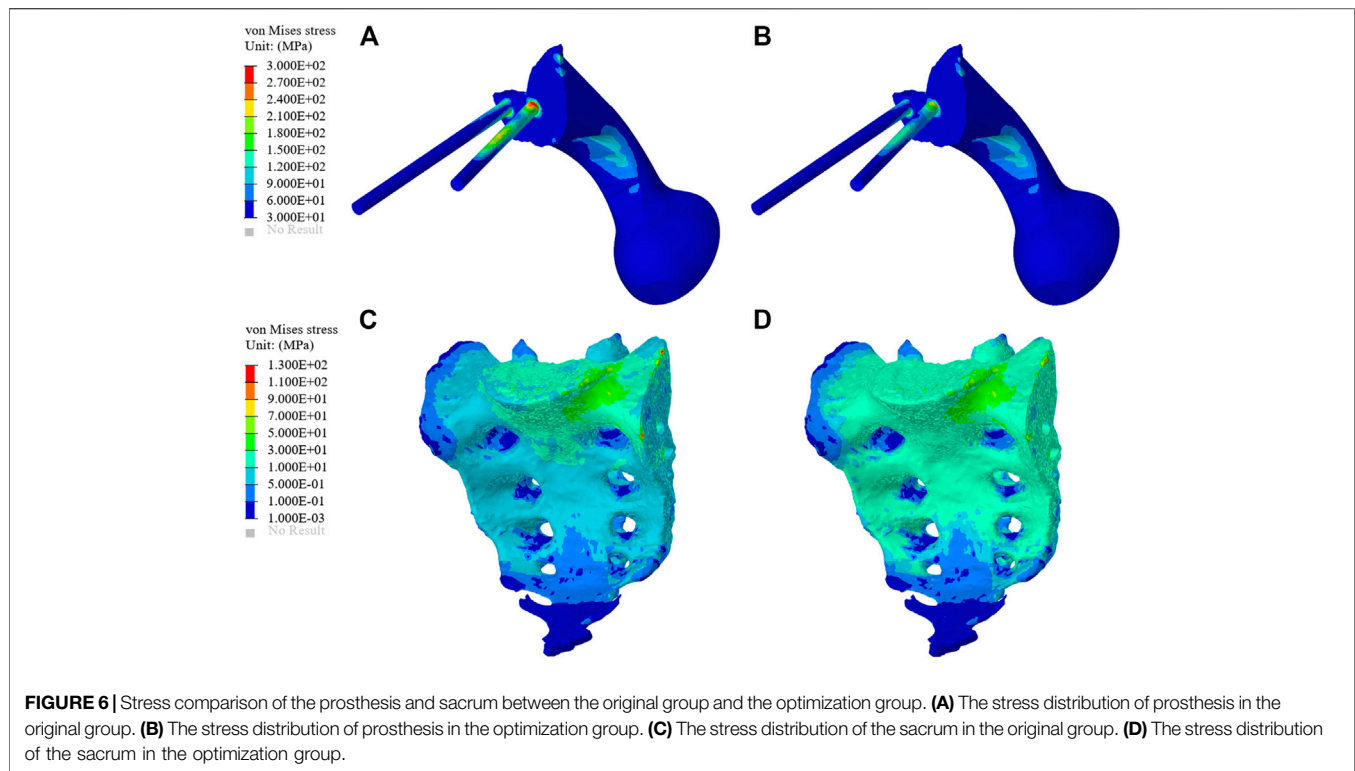 von Mises stress
Unit: (MPa)
3.000E+02
2.700E+02
2.400E+02
2.100E+02
1.800E+02
1.500E+02
1.200E+02
9.000E+01
6.000E+01
3.000E+01
No Result
A
B
von Mises stress
Unit: (MPa)
1.300E+02
1.100E+02
9.000E+01
7.000E+01
5.000E+01
3.000E+01
1.000E+01
5.000E-01
1.000E-01
1.000E-03
No Result
C
D
FIGURE 6 | Stress comparison of the prosthesis and sacrum between the original group and the optimization group. (A) The stress distribution of prosthesis in the
original group. (B) The stress distribution of prosthesis in the optimization group. (C) The stress distribution of the sacrum in the original group. (D) The stress distribution
of the sacrum in the optimization group.